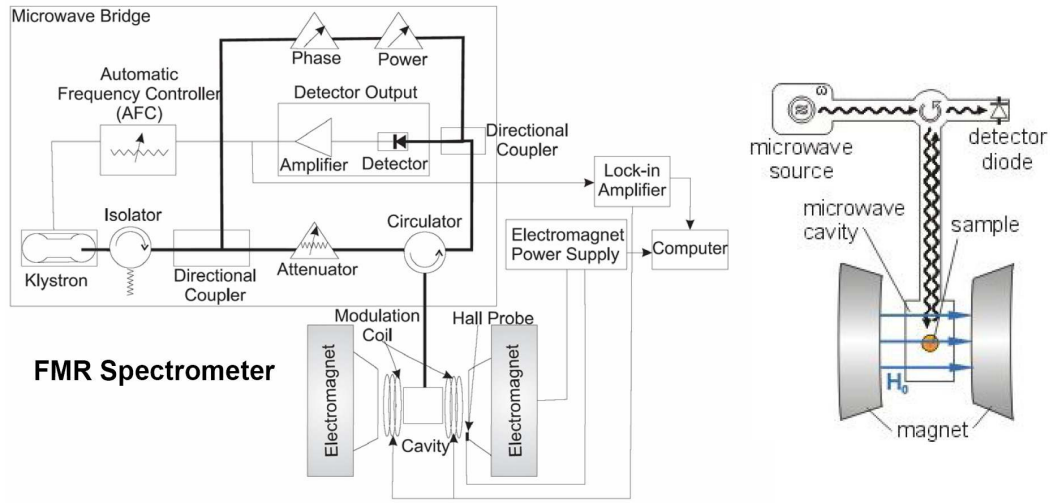 Microwave Bridge
Phase
Power
Automatic
Frequency Controller
(AFC)
Detector Output
Amplifier
Detector
Directional
Coupler
Lock-in
Amplifier
Isolator
Circulator
Klystron
Directional
Coupler
Attenuator
Electromagnet
Power Supply
Computer
Modulation
Coil
Hall Probe
Electromagnet
Electromagnet
Cavity
FMR Spectrometer
ω
microwave
source
detector
diode
microwave
cavity
sample
H₀
magnet